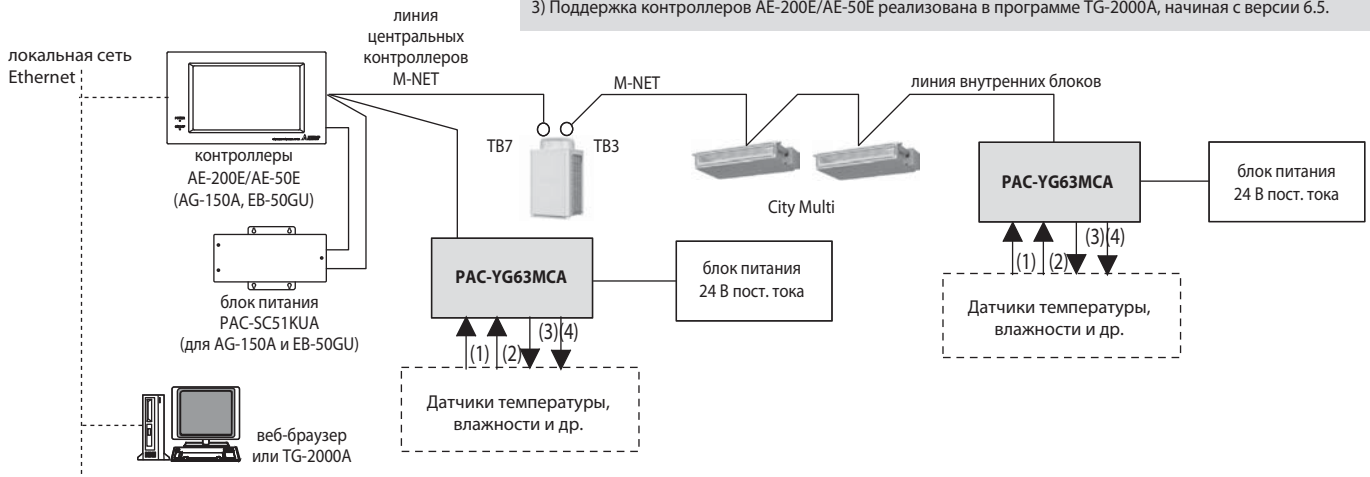 3) Поддержка контроллеров AE-200E/AE-50E реализована в программе TG-2000A, начиная с версии 6.5.
локальная сеть
Ethernet
линия
центральных
контроллеров
M-NET
контроллеры
AE-200E/AE-50E
(AG-150A, EB-50GU)
блок питания
PAC-SC51KUA
(для AG-150A и EB-50GU)
веб-браузер
или TG-2000A
TB7
TB3
M-NET
City Multi
линия внутренних блоков
PAC-YG63MCA
блок питания
24 В пост. тока
(1)
(2)
(3)
(4)
Датчики температуры,
влажности и др.
PAC-YG63MCA
блок питания
24 В пост. тока
(1)
(2)
(3)
(4)
Датчики температуры,
влажности и др.